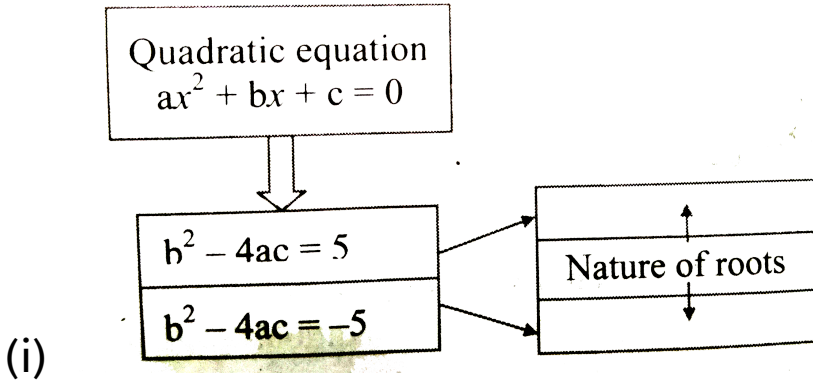 Quadratic equation
ax² + bx + c = 0
b² – 4ac = 5
b² – 4ac = –5
Nature of roots
(i)